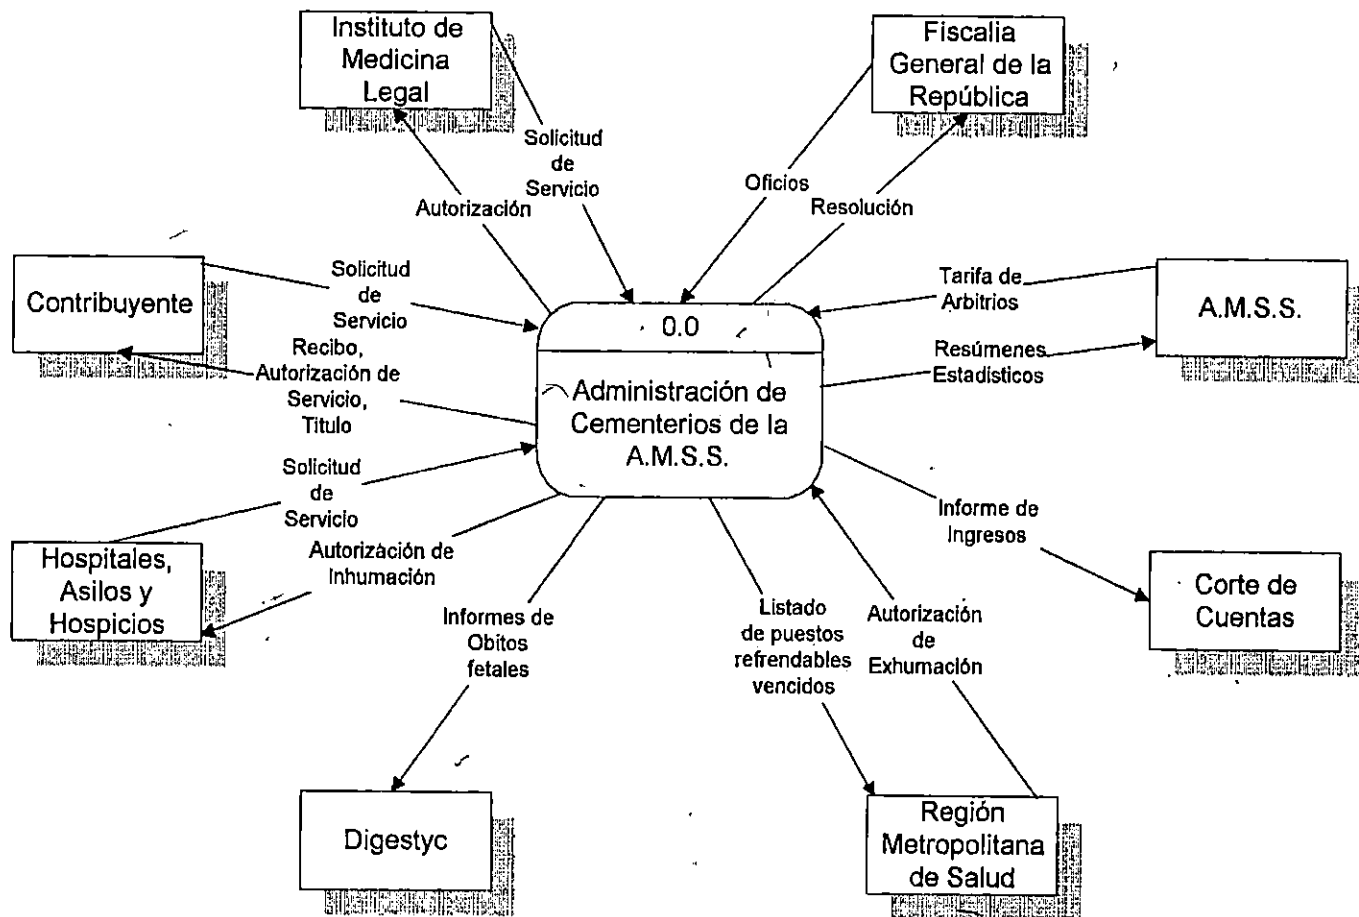 Instituto de
Medicina
Legal
Fiscalia
General de la
República
Solicitud
de
Servicio
Autorización
Oficios
Resolución
Contribuyente
Solicitud
de
Servicio
Recibo,
Autorización de
Servicio,
Titulo
0.0
Administración de
Cementerios de la
A.M.S.S.
Tarifa de
Arbitrios
A.M.S.S.
Resúmenes
Estadisticos
Solicitud
de
Servicio
Hospitales,
Asilos y
Hospicios
Autorización de
Inhumación
Informe de
Ingresos
Corte de
Cuentas
Informes de
Obitos
fetales
Listado
de puestos
refrendables
vencidos
Autorización
de
Exhumación
Digestyc
Región
Metropolitana
de Salud